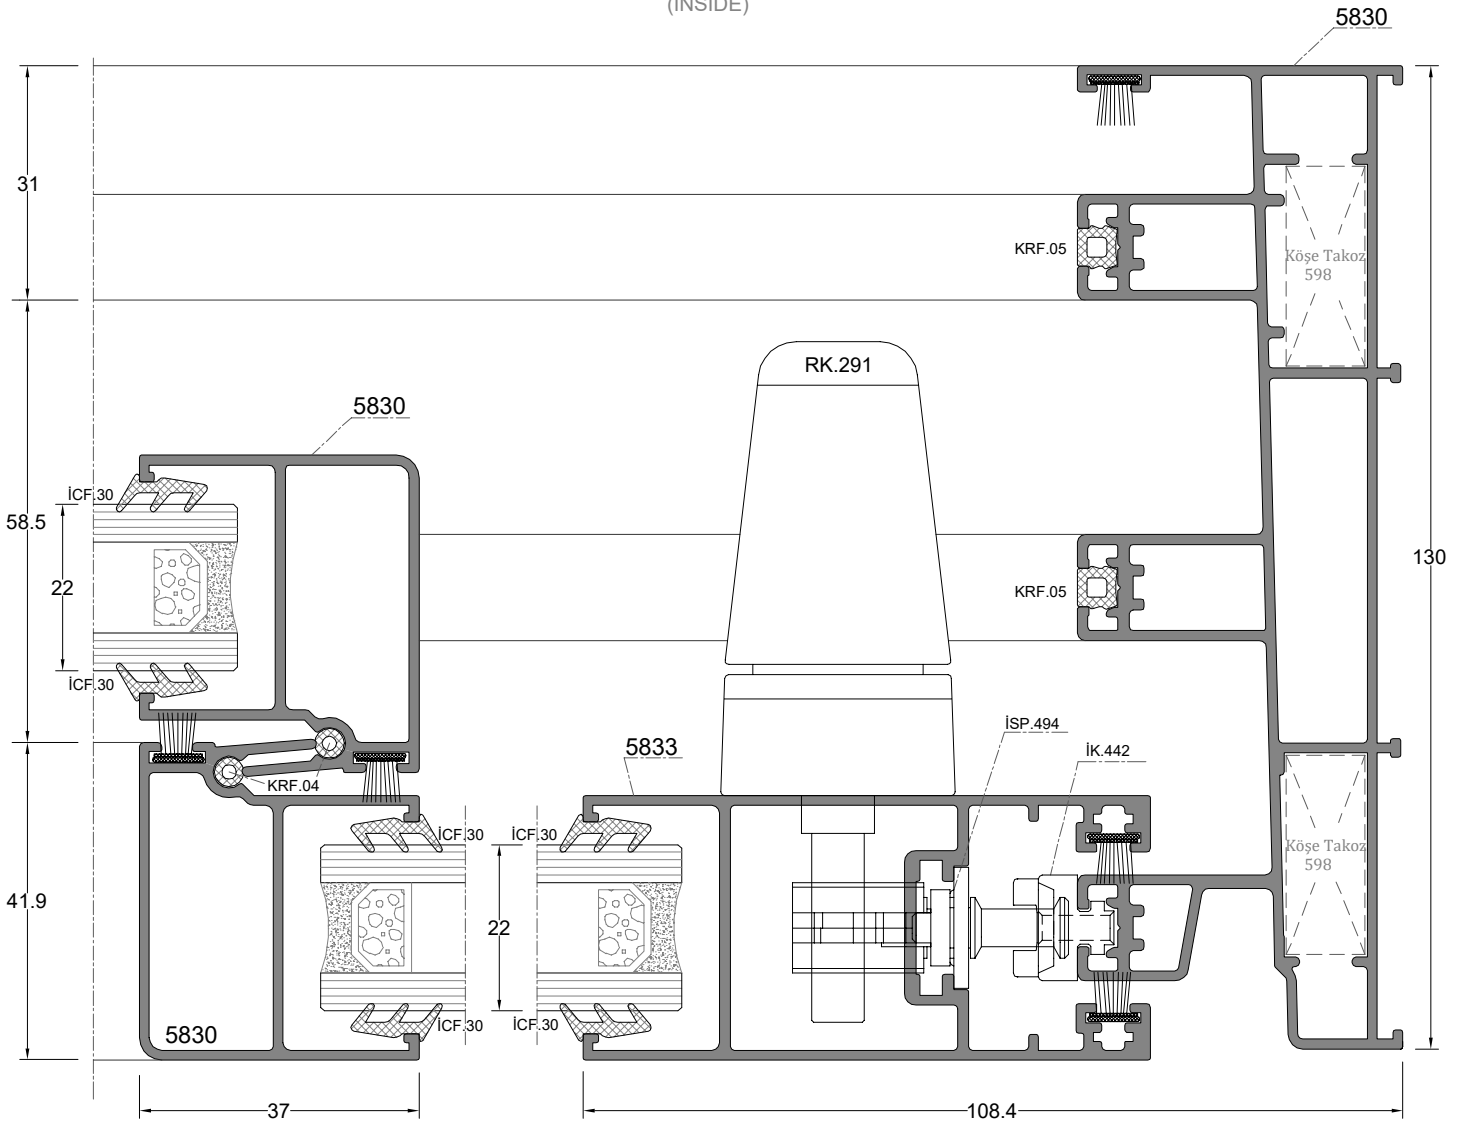 (INSIDE)
5830
31
KRF.05
Köşe Takoz
598
RK.291
5830
İCF.30
58.5
22
KRF.05
130
İCF.30
İSP.494
5833
İK.442
KRF.04
İCF.30
İCF.30
Köşe Takoz
598
41.9
22
İCF.30
İCF.30
5830
37
108.4